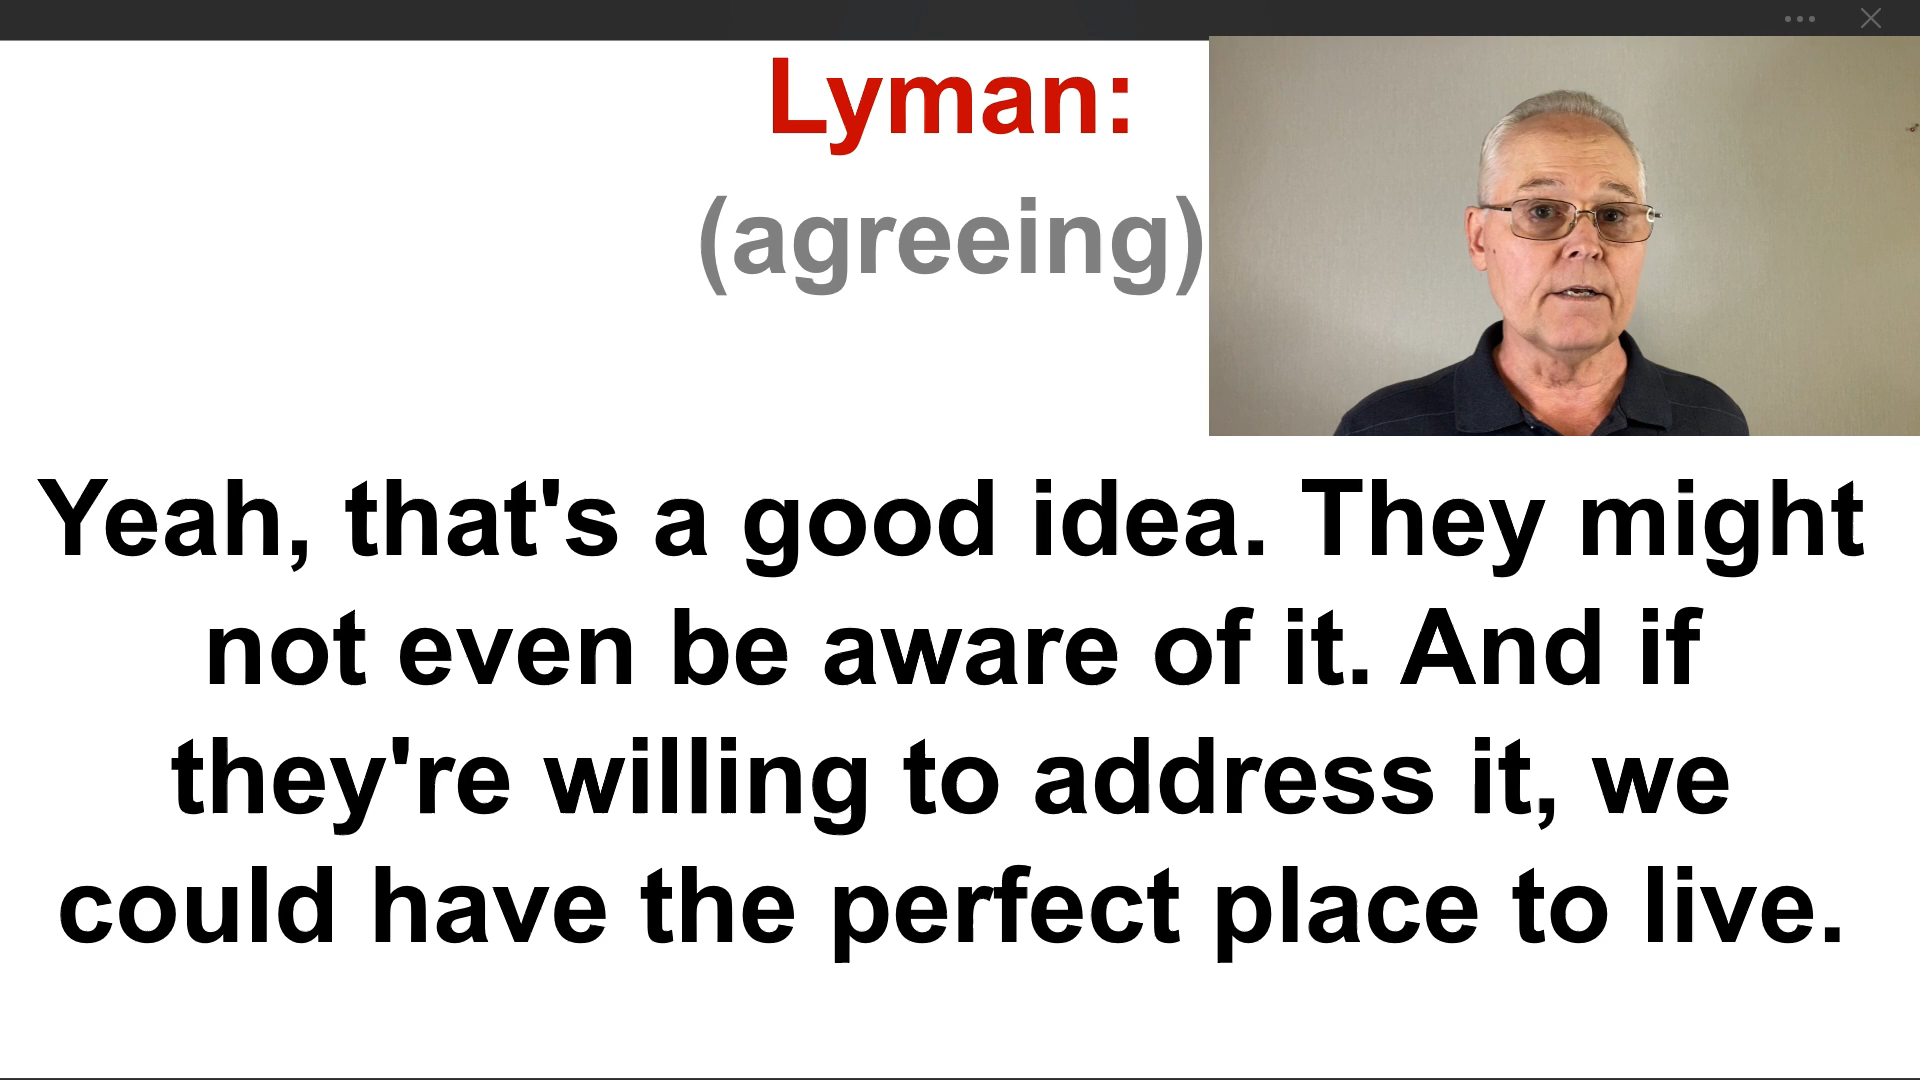 Lyman:
(agreeing)
Yeah, that's a good idea. They might
not even be aware of it. And if
they're willing to address it, we
could have the perfect place to live.